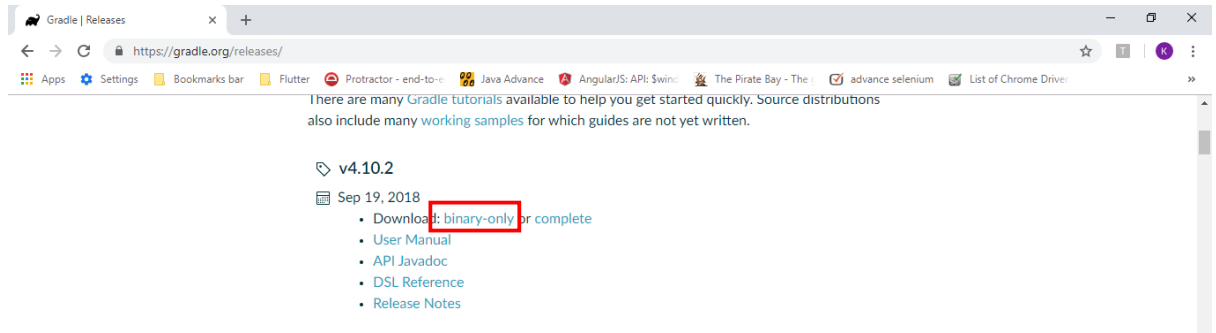 Gradle | Releases
https://gradle.org/releases/
T
K
Apps Settings Bookmarks bar Flutter Protractor - end-to-e Java Advance AngularJS: API: $wind The Pirate Bay - The advance selenium List of Chrome Driver »
There are many Gradle tutorials available to help you get started quickly. Source distributions
also include many working samples for which guides are not yet written.
v4.10.2
Sep 19, 2018
• Download: binary-only or complete
• User Manual
• API Javadoc
• DSL Reference
• Release Notes